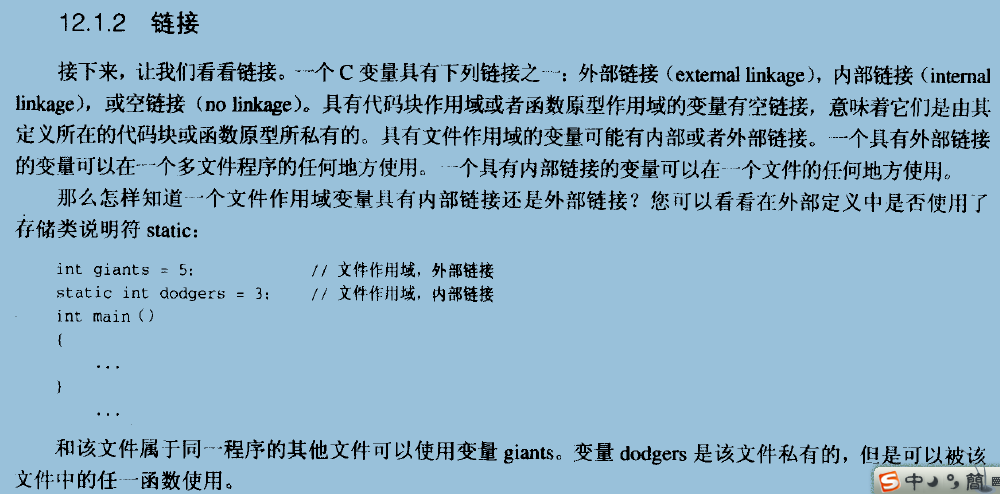 12.1.2 链接
接下来，让我们看看链接。一个 C 变量具有下列链接之一：外部链接（external linkage），内部链接（internal
linkage），或空链接（no linkage）。具有代码块作用域或者函数原型作用域的变量有空链接，意味着它们是由其
定义所在的代码块或函数原型所私有的。具有文件作用域的变量可能有内部或者外部链接。一个具有外部链接
的变量可以在一个多文件程序的任何地方使用。一个具有内部链接的变量可以在一个文件的任何地方使用。
那么怎样知道一个文件作用域变量具有内部链接还是外部链接？您可以看看在外部定义中是否使用了
存储类说明符 static：
int giants = 5; // 文件作用域，外部链接
static int dodgers = 3; // 文件作用域，内部链接
int main ()
{
...
}
...
和该文件属于同一程序的其他文件可以使用变量 giants。变量 dodgers 是该文件私有的，但是可以被该
文件中的任一函数使用。
S 中 简